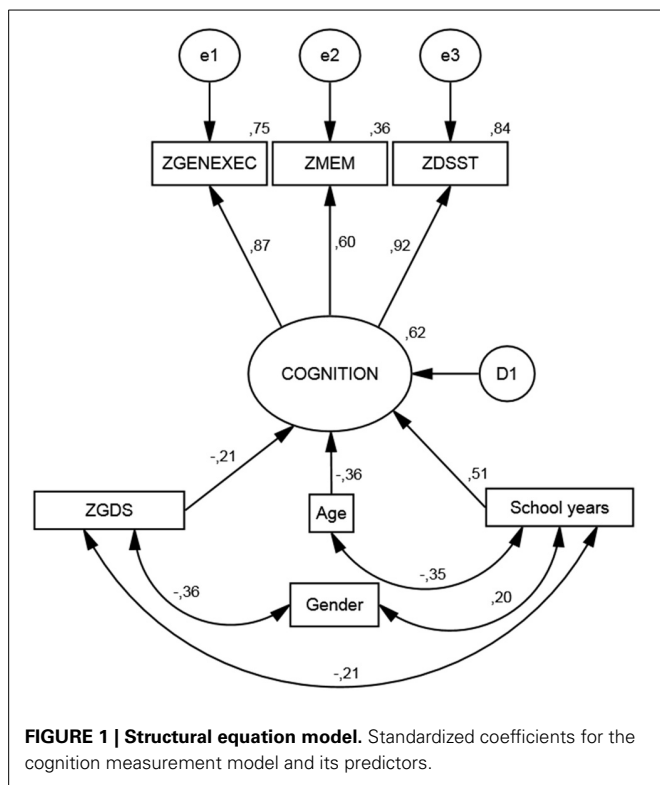 e1 e2 e3
,75 ,36 ,84
ZGENEXEC ZMEM ZDSST
,87 ,60 ,92
,62
COGNITION D1
-,21 -,36 ,51
ZGDS Age School years
-,36 -,35 ,20
Gender
-,21
FIGURE 1 | Structural equation model. Standardized coefficients for the
cognition measurement model and its predictors.